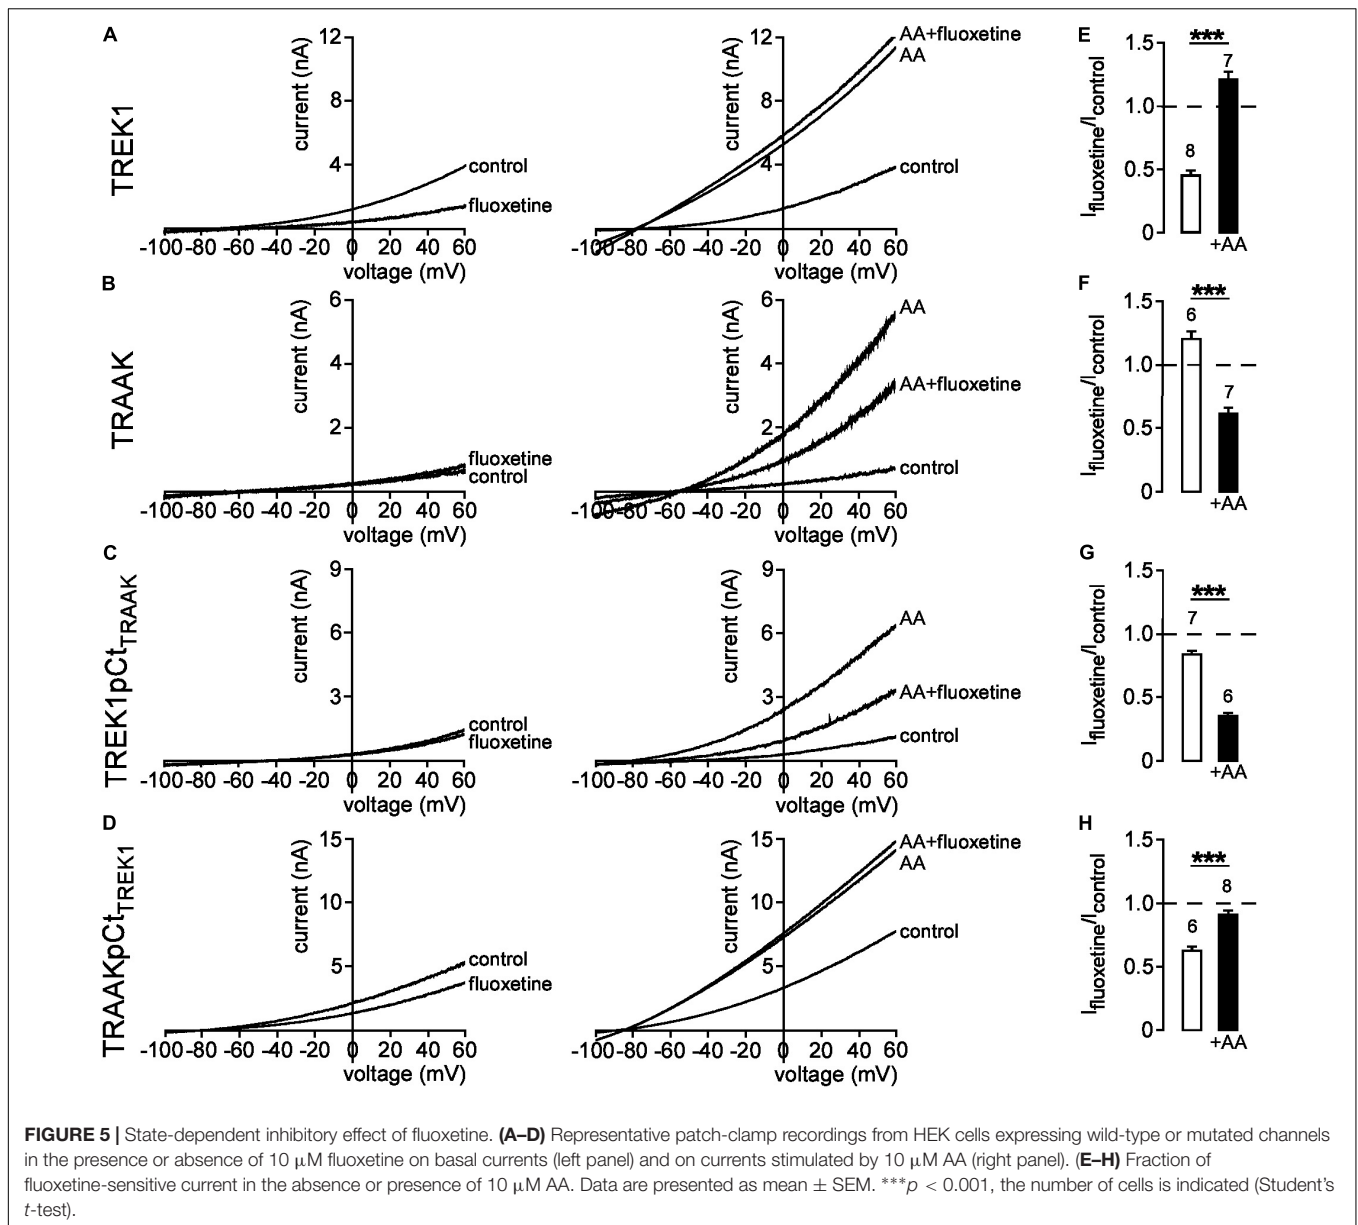 A
TREK1
current (nA)
12
8
4
control
fluoxetine
-100 -80 -60 -40 -20 0 20 40 60
voltage (mV)
current (nA)
12
8
4
AA+fluoxetine
AA
control
-100 -80 -60 -40 -20 0 20 40 60
voltage (mV)
E
Ifluoxetine/Icontrol
1.5
1.0
0.5
0
***
8
7
+AA
B
TRAAK
current (nA)
6
4
2
fluoxetine
control
-100 -80 -60 -40 -20 0 20 40 60
voltage (mV)
current (nA)
6
4
2
AA
AA+fluoxetine
control
-100 -80 -60 -40 -20 0 20 40 60
voltage (mV)
F
Ifluoxetine/Icontrol
1.5
1.0
0.5
0
***
6
7
+AA
C
TREK1pCtTRAAK
current (nA)
9
6
3
control
fluoxetine
-100 -80 -60 -40 -20 0 20 40 60
voltage (mV)
current (nA)
9
6
3
AA
AA+fluoxetine
control
-100 -80 -60 -40 -20 0 20 40 60
voltage (mV)
G
Ifluoxetine/Icontrol
1.5
1.0
0.5
0
***
7
6
+AA
D
TRAAKpCtTREK1
current (nA)
15
10
5
control
fluoxetine
-100 -80 -60 -40 -20 0 20 40 60
voltage (mV)
current (nA)
15
10
5
AA+fluoxetine
AA
control
-100 -80 -60 -40 -20 0 20 40 60
voltage (mV)
H
Ifluoxetine/Icontrol
1.5
1.0
0.5
0
***
6
8
+AA
FIGURE 5 | State-dependent inhibitory effect of fluoxetine. (A–D) Representative patch-clamp recordings from HEK cells expressing wild-type or mutated channels
in the presence or absence of 10 μM fluoxetine on basal currents (left panel) and on currents stimulated by 10 μM AA (right panel). (E–H) Fraction of
fluoxetine-sensitive current in the absence or presence of 10 μM AA. Data are presented as mean ± SEM. ***p < 0.001, the number of cells is indicated (Student's
t-test).